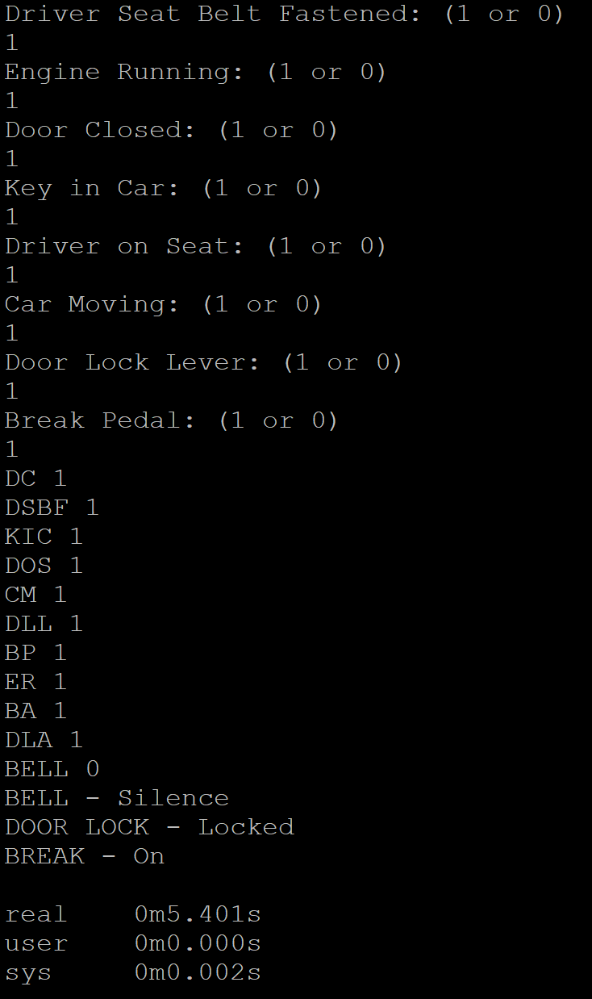 Driver Seat Belt Fastened: (1 or 0)
1
Engine Running: (1 or 0)
1
Door Closed: (1 or 0)
1
Key in Car: (1 or 0)
1
Driver on Seat: (1 or 0)
1
Car Moving: (1 or 0)
1
Door Lock Lever: (1 or 0)
1
Break Pedal: (1 or 0)
1
DC 1
DSBF 1
KIC 1
DOS 1
CM 1
DLL 1
BP 1
ER 1
BA 1
DLA 1
BELL 0
BELL - Silence
DOOR LOCK - Locked
BREAK - On
real 0m5.401s
user 0m0.000s
sys 0m0.002s